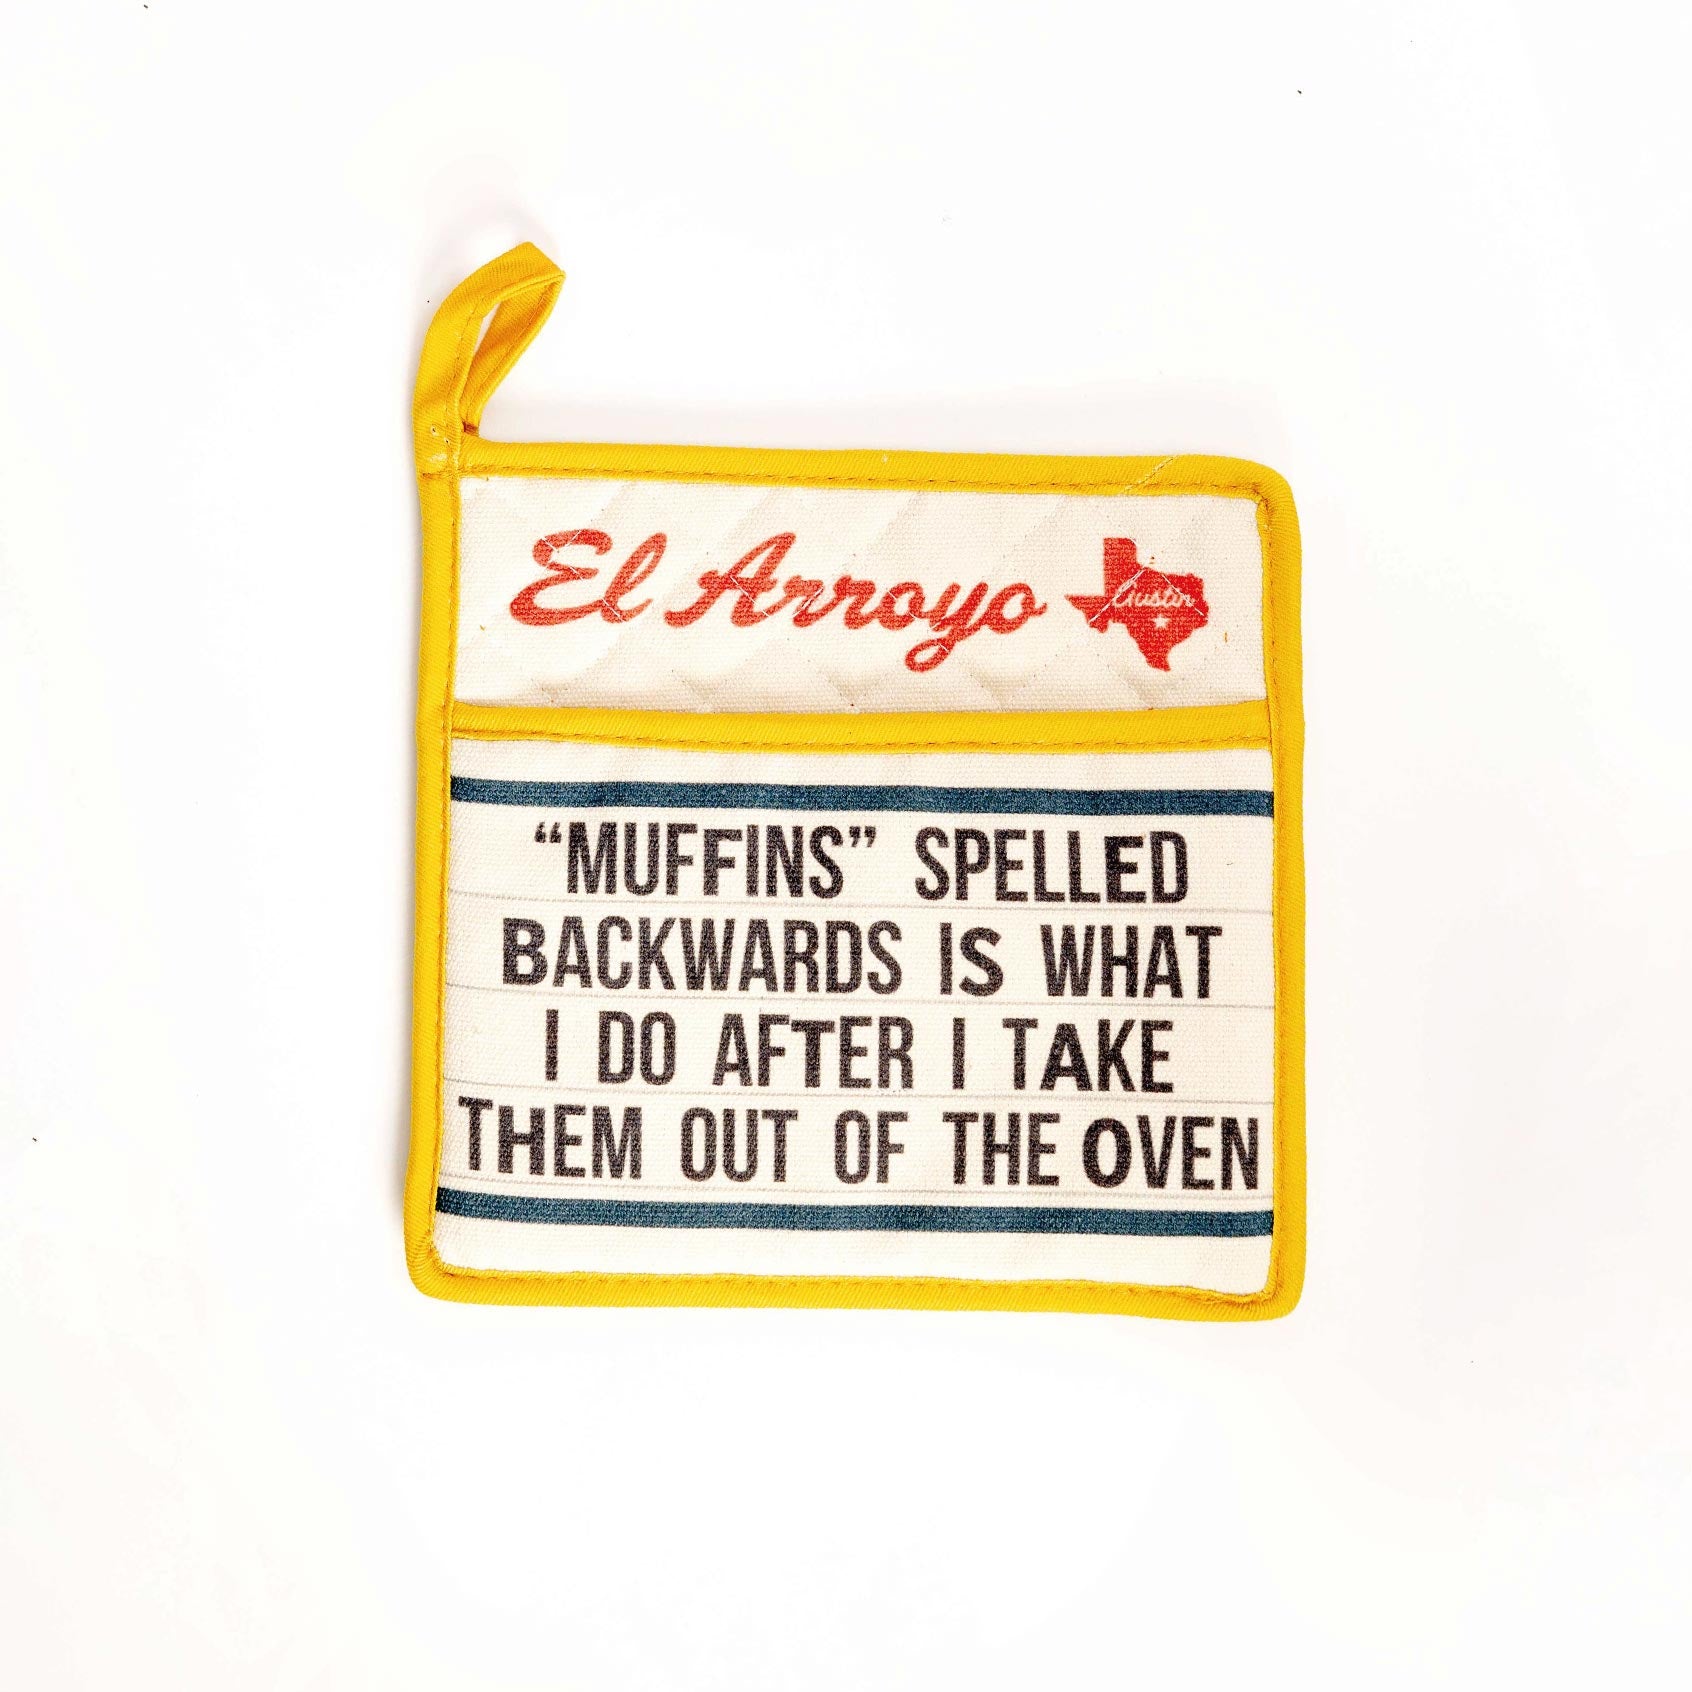 El Arroyo Austin
“MUFFINS” SPELLED
BACKWARDS IS WHAT
I DO AFTER I TAKE
THEM OUT OF THE OVEN